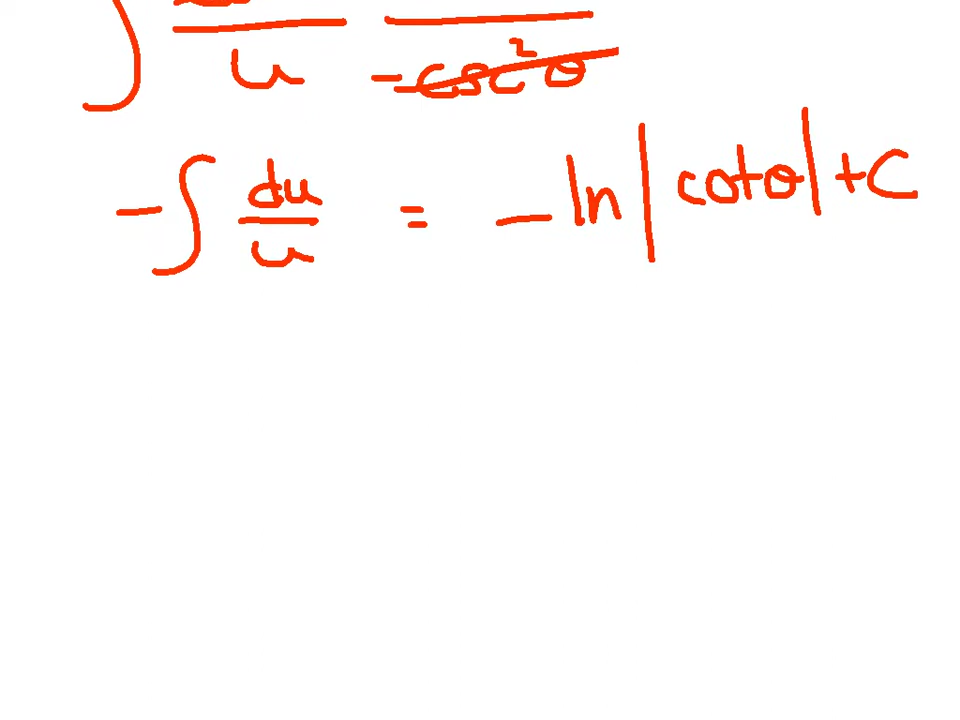 ∫ / u -csc²θ
-∫ du/u = -ln|cotθ| + C